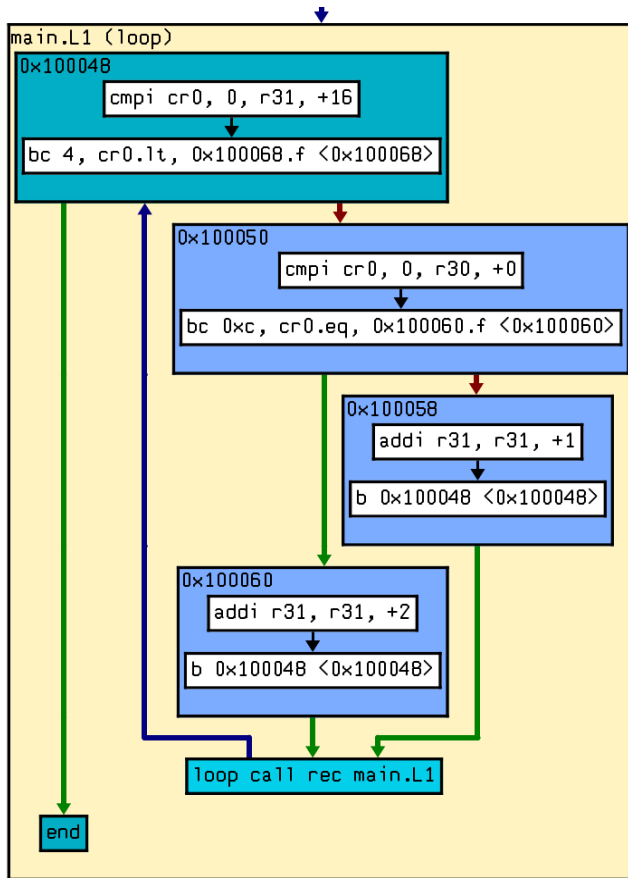 main.L1 (loop)
0x100048
cmpi cr0, 0, r31, +16
bc 4, cr0.lt, 0x100068.f <0x100068>
0x100050
cmpi cr0, 0, r30, +0
bc 0xc, cr0.eq, 0x100060.f <0x100060>
0x100058
addi r31, r31, +1
b 0x100048 <0x100048>
0x100060
addi r31, r31, +2
b 0x100048 <0x100048>
loop call rec main.L1
end